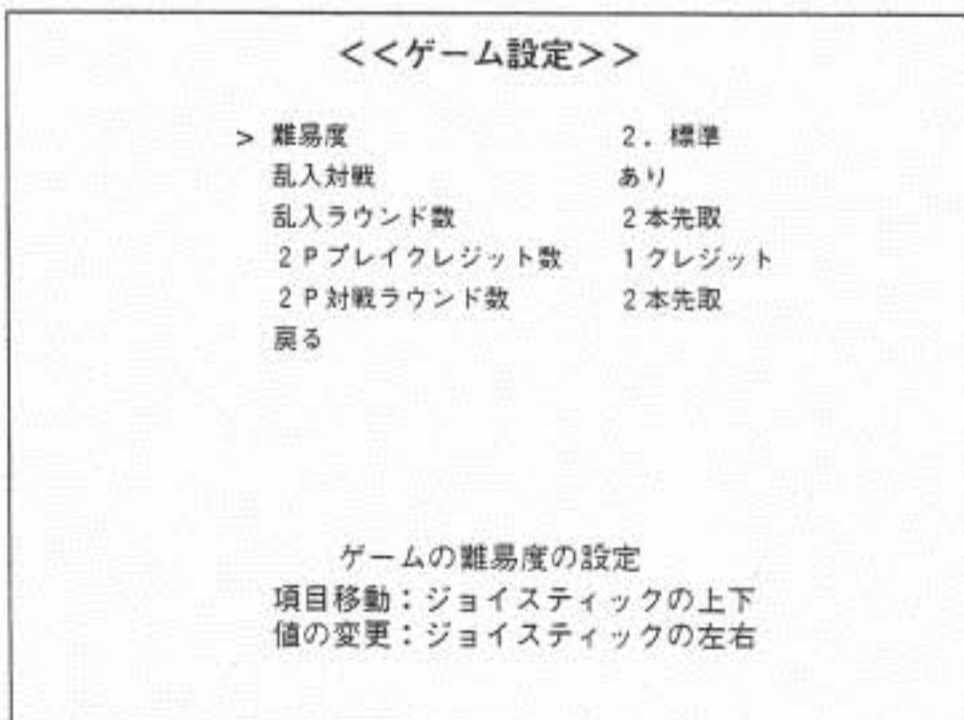 <<ゲーム設定>>
> 難易度 2. 標準
乱入対戦 あり
乱入ラウンド数 2本先取
2Pプレイクレジット数 1クレジット
2P対戦ラウンド数 2本先取
戻る
ゲームの難易度の設定
項目移動:ジョイスティックの上下
値の変更:ジョイスティックの左右